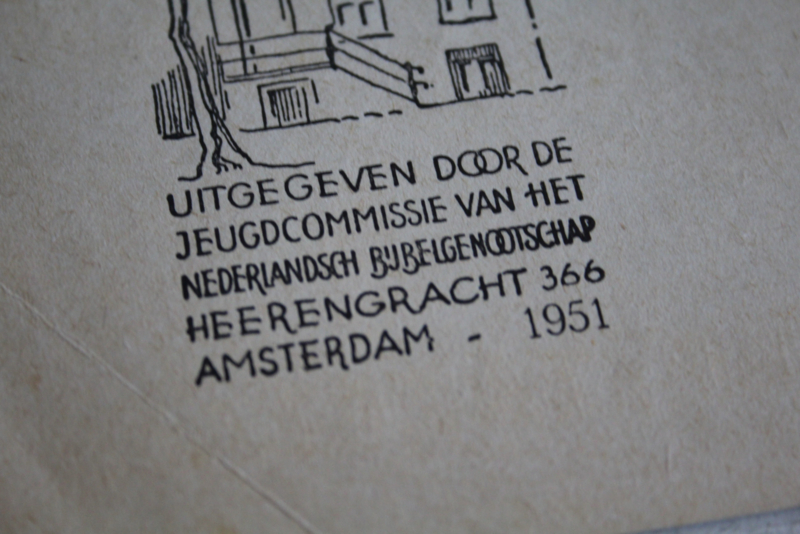 UITGEGEVEN DOOR DE
JEUGDCOMMISSIE VAN HET
NEDERLANDSCH BIJBELGENOOTSCHAP
HEERENGRACHT 366
AMSTERDAM - 1951